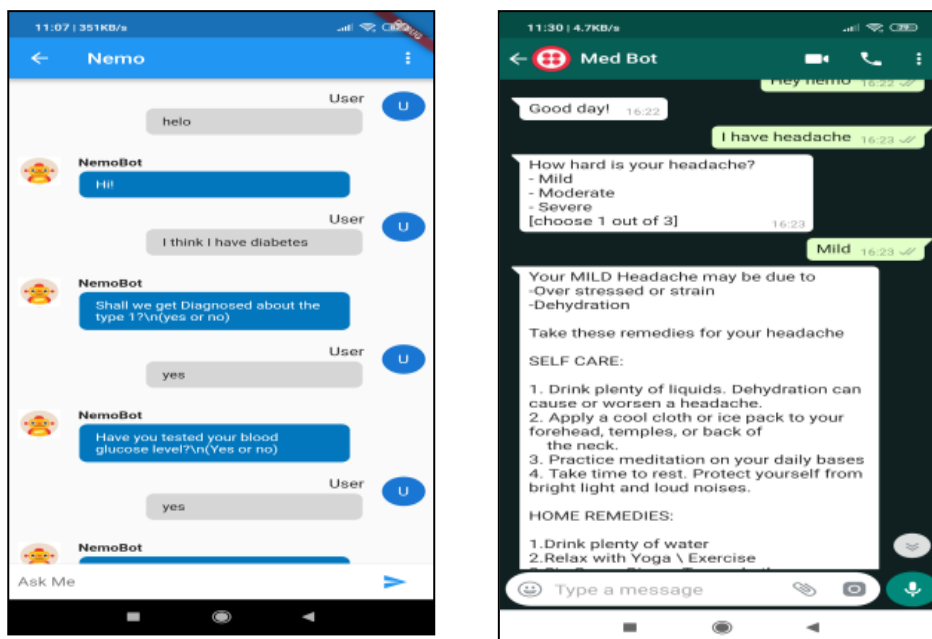 11:07 | 351KB/s
Nemo
User
U
helo
NemoBot
Hi!
User
U
I think I have diabetes
NemoBot
Shall we get Diagnosed about the
type 1?\n(yes or no)
User
U
yes
NemoBot
Have you tested your blood
glucose level?\n(Yes or no)
User
U
yes
NemoBot
Ask Me
11:30 | 4.7KB/s
Med Bot
Hey nemo 16:22
Good day! 16:22
I have headache 16:23
How hard is your headache?
- Mild
- Moderate
- Severe
[choose 1 out of 3] 16:23
Mild 16:23
Your MILD Headache may be due to
-Over stressed or strain
-Dehydration
Take these remedies for your headache
SELF CARE:
1. Drink plenty of liquids. Dehydration can
cause or worsen a headache.
2. Apply a cool cloth or ice pack to your
forehead, temples, or back of
the neck.
3. Practice meditation on your daily bases
4. Take time to rest. Protect yourself from
bright light and loud noises.
HOME REMEDIES:
1.Drink plenty of water
2.Relax with Yoga \ Exercise
Type a message